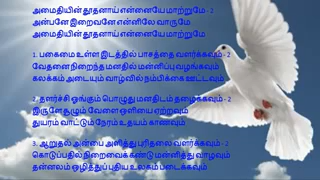 அமைதியின் தூதனாய் என்னையே மாற்றுமே - 2
அன்பனே இறைவனே என்னிலே வாருமே
அமைதியின் தூதனாய் என்னையே மாற்றுமே
1. பகைமை உள்ள இடத்தில் பாசத்தை வளர்க்கவும் - 2
வேதனை நிறைந்த மனதில் மன்னிப்பு வழங்கவும்
கலக்கம் அடையும் வாழ்வில் நம்பிக்கை ஊட்டவும்
2. தளர்ச்சி ஓங்கும் பொழுது மனதிடம் தழைக்கவும் - 2
இருளே சூழும் வேளை ஒளியை ஏற்றவும்
துயரம் வாட்டும் நேரம் உதயம் காணவும்
3. ஆறுதல் அன்பை அளித்து புரிதலை வளர்க்கவும் - 2
கொடுப்பதில் நிறைவைக் கண்டு மன்னித்து வாழவும்
தன்னலம் ஒழித்துப் புதிய உலகம் படைக்கவும்